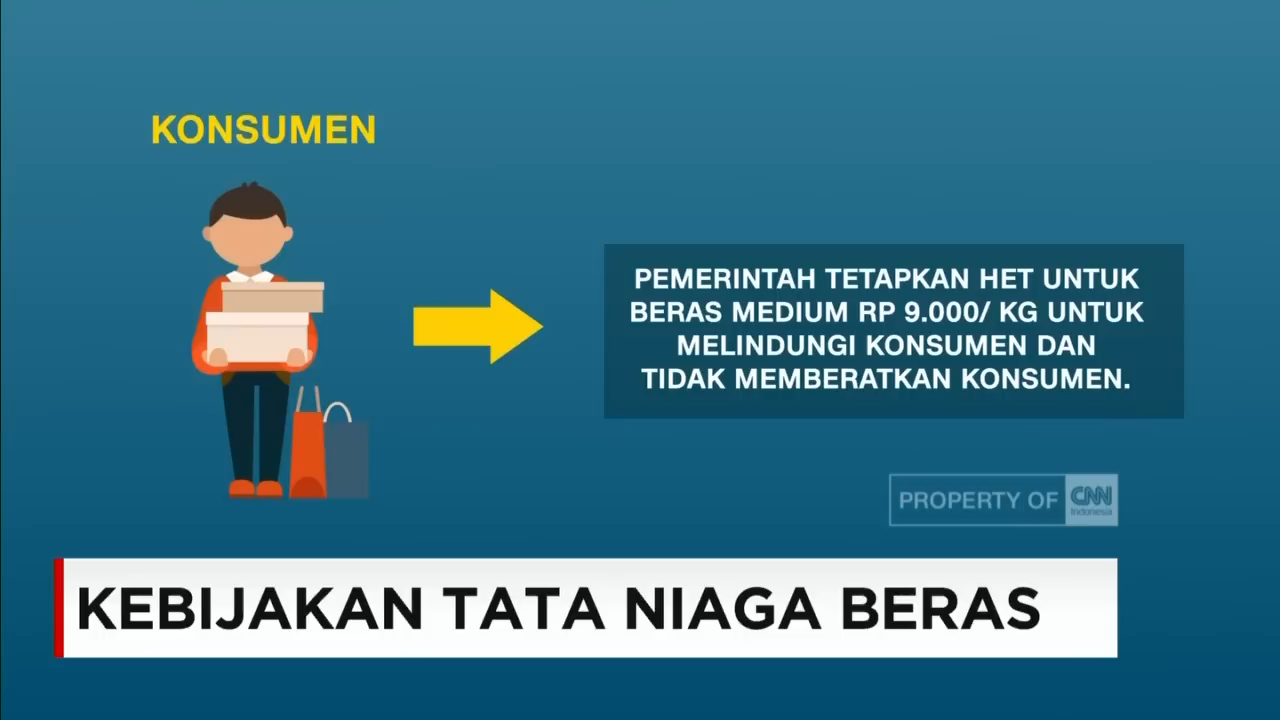 KONSUMEN
PEMERINTAH TETAPKAN HET UNTUK
BERAS MEDIUM RP 9.000/ KG UNTUK
MELINDUNGI KONSUMEN DAN
TIDAK MEMBERATKAN KONSUMEN.
PROPERTY OF CNN Indonesia
KEBIJAKAN TATA NIAGA BERAS